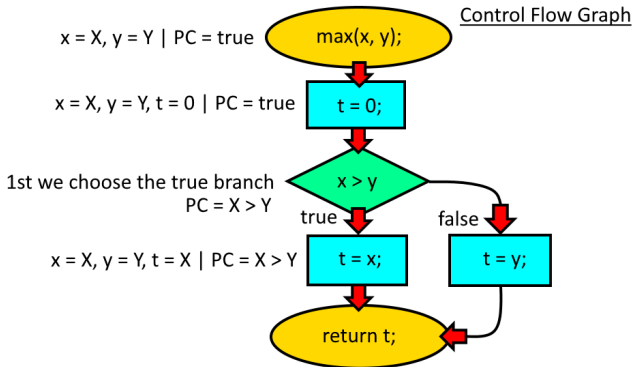 Control Flow Graph
x = X, y = Y | PC = true
max(x, y);
x = X, y = Y, t = 0 | PC = true
t = 0;
1st we choose the true branch
PC = X > Y
x > y
true
false
x = X, y = Y, t = X | PC = X > Y
t = x;
t = y;
return t;